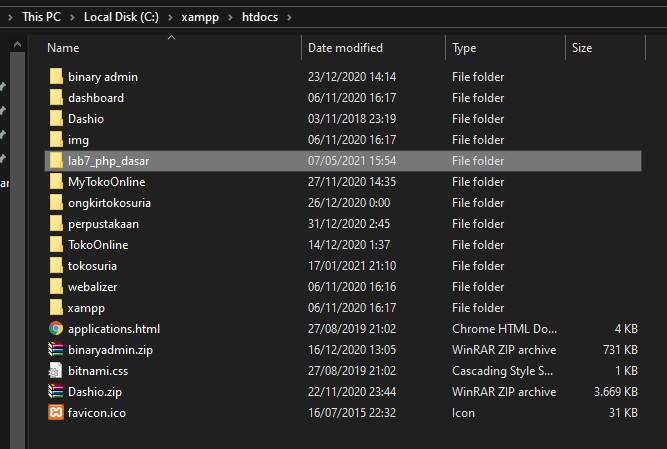 This PC > Local Disk (C:) > xampp > htdocs >
Name Date modified Type Size
binary admin 23/12/2020 14:14 File folder
dashboard 06/11/2020 16:17 File folder
Dashio 03/11/2018 23:19 File folder
img 06/11/2020 16:17 File folder
lab7_php_dasar 07/05/2021 15:54 File folder
MyTokoOnline 27/11/2020 14:35 File folder
ongkirtokosuria 26/12/2020 0:00 File folder
perpustakaan 31/12/2020 2:45 File folder
TokoOnline 14/12/2020 1:37 File folder
tokosuria 17/01/2021 21:10 File folder
webalizer 06/11/2020 16:16 File folder
xampp 06/11/2020 16:17 File folder
applications.html 27/08/2019 21:02 Chrome HTML Do... 4 KB
binaryadmin.zip 16/12/2020 13:05 WinRAR ZIP archive 731 KB
bitnami.css 27/08/2019 21:02 Cascading Style S... 1 KB
Dashio.zip 22/11/2020 23:44 WinRAR ZIP archive 3.669 KB
favicon.ico 16/07/2015 22:32 Icon 31 KB